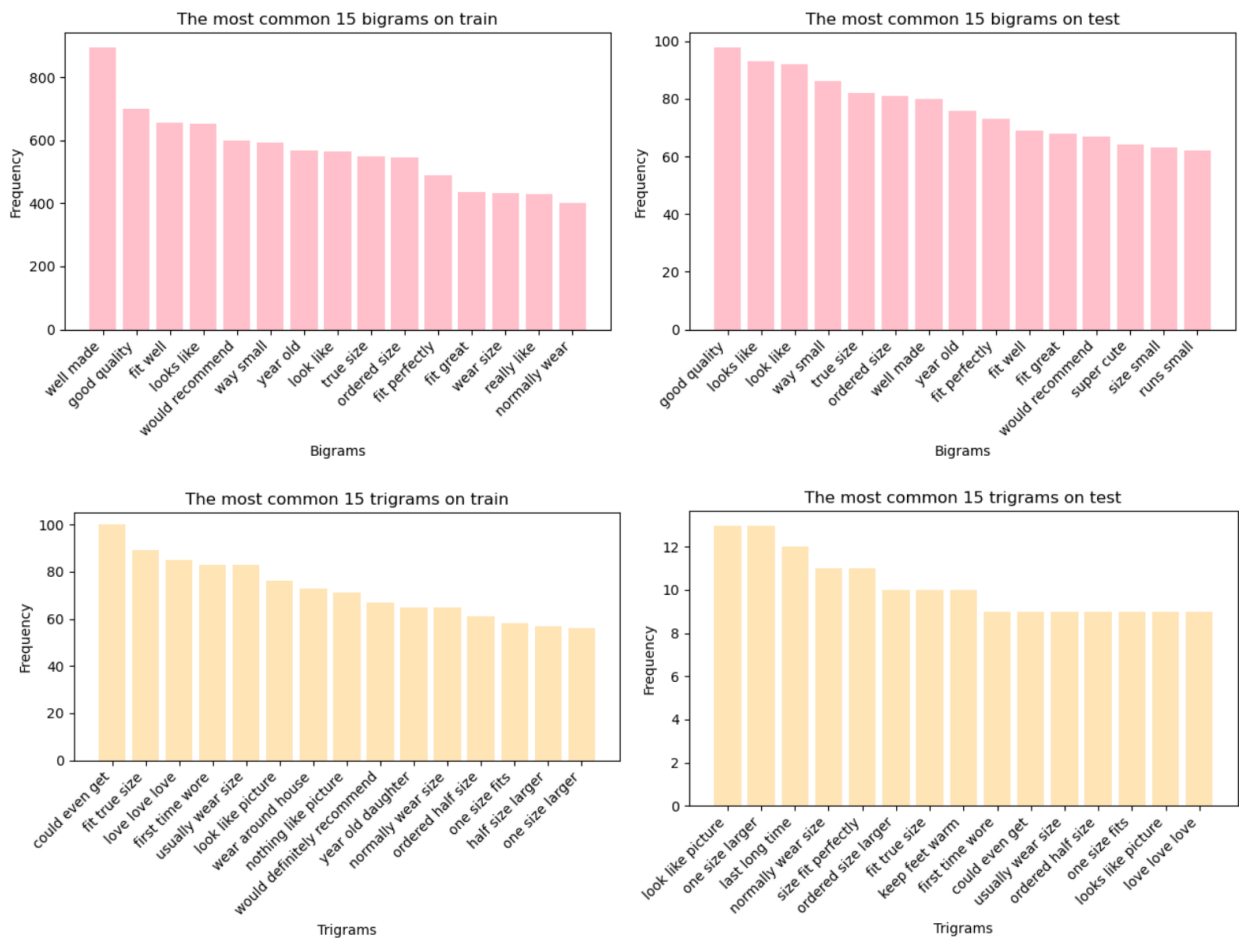 The most common 15 bigrams on train
Frequency
800
600
400
200
0
well made
good quality
fit well
looks like
would recommend
way small
year old
look like
true size
ordered size
fit perfectly
fit great
wear size
really like
normally wear
Bigrams
The most common 15 bigrams on test
Frequency
100
80
60
40
20
0
good quality
looks like
look like
way small
true size
ordered size
well made
year old
fit perfectly
fit well
fit great
would recommend
super cute
size small
runs small
Bigrams
The most common 15 trigrams on train
Frequency
100
80
60
40
20
0
could even get
fit true size
love love love
first time wore
usually wear size
look like picture
wear around house
nothing like picture
would definitely recommend
year old daughter
normally wear size
ordered half size
one size fits
half size larger
one size larger
Trigrams
The most common 15 trigrams on test
Frequency
12
10
8
6
4
2
0
look like picture
one size larger
last long time
normally wear size
size fit perfectly
ordered size larger
fit true size
keep feet warm
first time wore
could even get
usually wear size
ordered half size
one size fits
looks like picture
love love love
Trigrams